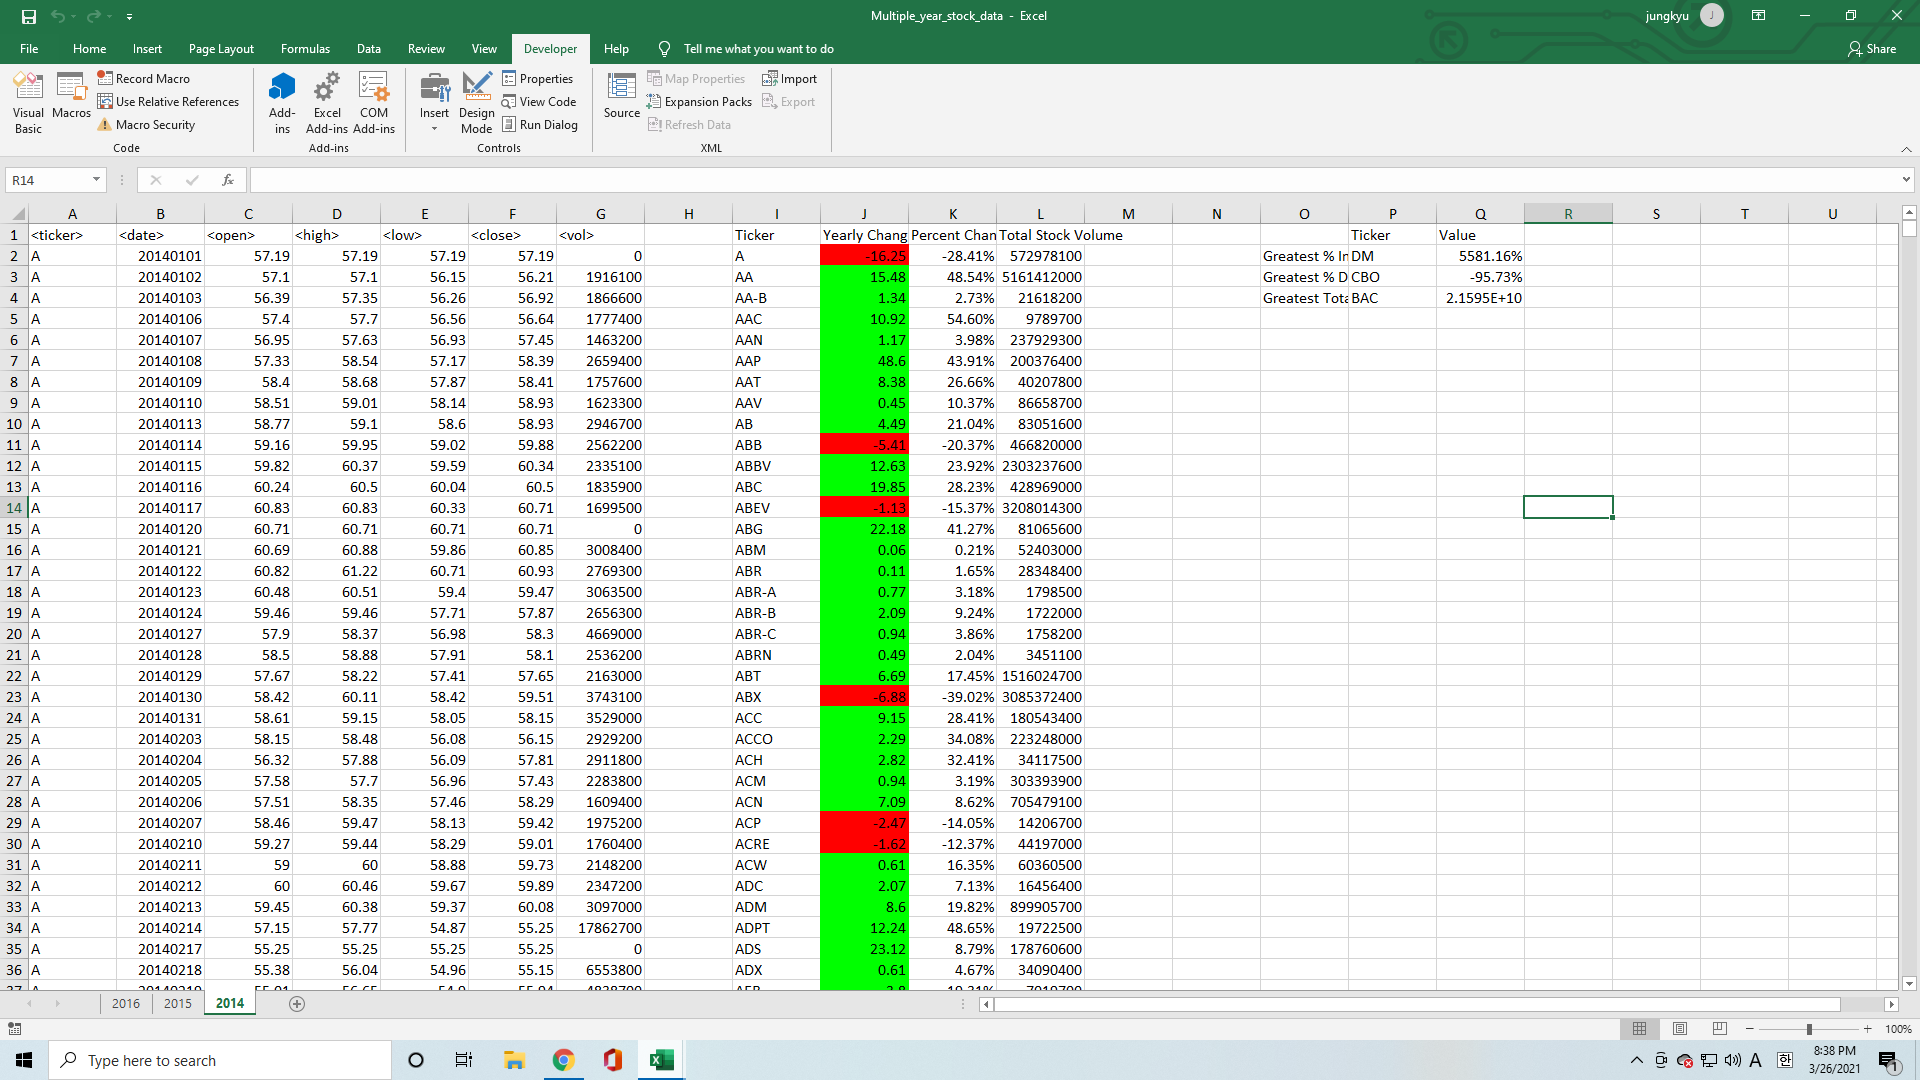 Multiple_year_stock_data - Excel
jungkyu J
File Home Insert Page Layout Formulas Data Review View Developer Help Tell me what you want to do Share
Visual Basic
Macros
Record Macro
Use Relative References
Macro Security
Code
Add-ins
Excel Add-ins
COM Add-ins
Add-ins
Insert
Design Mode
Properties
View Code
Run Dialog
Controls
Source
Map Properties
Expansion Packs
Refresh Data
Import
Export
XML
R14 fx
A B C D E F G H I J K L M N O P Q R S T U
1 <ticker> <date> <open> <high> <low> <close> <vol> Ticker Yearly Chang Percent Chan Total Stock Volume Ticker Value
2 A 20140101 57.19 57.19 57.19 57.19 0 A -16.25 -28.41% 572978100 Greatest % In DM 5581.16%
3 A 20140102 57.1 57.1 56.15 56.21 1916100 AA 15.48 48.54% 5161412000 Greatest % D CBO -95.73%
4 A 20140103 56.39 57.35 56.26 56.92 1866600 AA-B 1.34 2.73% 21618200 Greatest Tota BAC 2.1595E+10
5 A 20140106 57.4 57.7 56.56 56.64 1777400 AAC 10.92 54.60% 9789700
6 A 20140107 56.95 57.63 56.93 57.45 1463200 AAN 1.17 3.98% 237929300
7 A 20140108 57.33 58.54 57.17 58.39 2659400 AAP 48.6 43.91% 200376400
8 A 20140109 58.4 58.68 57.87 58.41 1757600 AAT 8.38 26.66% 40207800
9 A 20140110 58.51 59.01 58.14 58.93 1623300 AAV 0.45 10.37% 86658700
10 A 20140113 58.77 59.1 58.6 58.93 2946700 AB 4.49 21.04% 83051600
11 A 20140114 59.16 59.95 59.02 59.88 2562200 ABB -5.41 -20.37% 466820000
12 A 20140115 59.82 60.37 59.59 60.34 2335100 ABBV 12.63 23.92% 2303237600
13 A 20140116 60.24 60.5 60.04 60.5 1835900 ABC 19.85 28.23% 428969000
14 A 20140117 60.83 60.83 60.33 60.71 1699500 ABEV -1.13 -15.37% 3208014300
15 A 20140120 60.71 60.71 60.71 60.71 0 ABG 22.18 41.27% 81065600
16 A 20140121 60.69 60.88 59.86 60.85 3008400 ABM 0.06 0.21% 52403000
17 A 20140122 60.82 61.22 60.71 60.93 2769300 ABR 0.11 1.65% 28348400
18 A 20140123 60.48 60.51 59.4 59.47 3063500 ABR-A 0.77 3.18% 1798500
19 A 20140124 59.46 59.46 57.71 57.87 2656300 ABR-B 2.09 9.24% 1722000
20 A 20140127 57.9 58.37 56.98 58.3 4669000 ABR-C 0.94 3.86% 1758200
21 A 20140128 58.5 58.88 57.91 58.1 2536200 ABRN 0.49 2.04% 3451100
22 A 20140129 57.67 58.22 57.41 57.65 2163000 ABT 6.69 17.45% 1516024700
23 A 20140130 58.42 60.11 58.42 59.51 3743100 ABX -6.88 -39.02% 3085372400
24 A 20140131 58.61 59.15 58.05 58.15 3529000 ACC 9.15 28.41% 180543400
25 A 20140203 58.15 58.48 56.08 56.15 2929200 ACCO 2.29 34.08% 223248000
26 A 20140204 56.32 57.88 56.09 57.81 2911800 ACH 2.82 32.41% 34117500
27 A 20140205 57.58 57.7 56.96 57.43 2283800 ACM 0.94 3.19% 303393900
28 A 20140206 57.51 58.35 57.46 58.29 1609400 ACN 7.09 8.62% 705479100
29 A 20140207 58.46 59.47 58.13 59.42 1975200 ACP -2.47 -14.05% 14206700
30 A 20140210 59.27 59.44 58.29 59.01 1760400 ACRE -1.62 -12.37% 44197000
31 A 20140211 59 60 58.88 59.73 2148200 ACW 0.61 16.35% 60360500
32 A 20140212 60 60.46 59.67 59.89 2347200 ADC 2.07 7.13% 16456400
33 A 20140213 59.45 60.38 59.37 60.08 3097000 ADM 8.6 19.82% 899905700
34 A 20140214 57.15 57.77 54.87 55.25 17862700 ADPT 12.24 48.65% 19722500
35 A 20140217 55.25 55.25 55.25 55.25 0 ADS 23.12 8.79% 178760600
36 A 20140218 55.38 56.04 54.96 55.15 6553800 ADX 0.61 4.67% 34090400
2016 2015 2014
100%
Type here to search
A 한 8:38 PM
3/26/2021
1